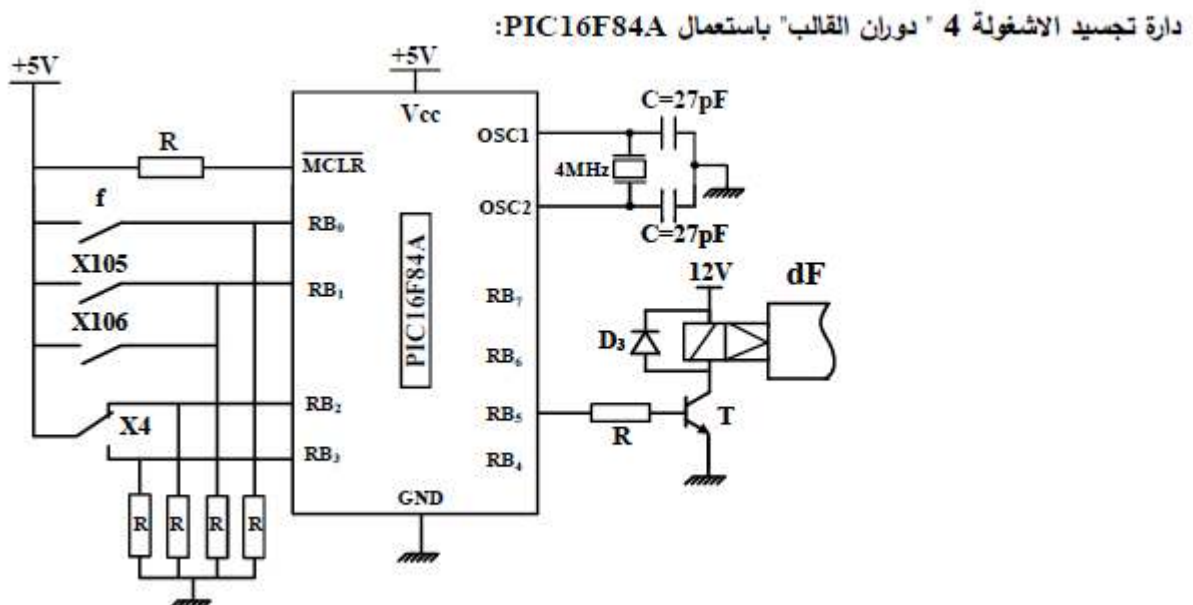 دارة تجسيد الاشغولة 4 " دوران القالب" باستعمال PIC16F84A:
+5V
+5V
Vcc
C=27pF
OSC1
R
MCLR
4MHz
f
OSC2
RB0
C=27pF
X105
12V
dF
RB1
RB7
X106
PIC16F84A
D3
RB6
RB2
X4
RB5
R
T
RB3
RB4
GND
R
R
R
R